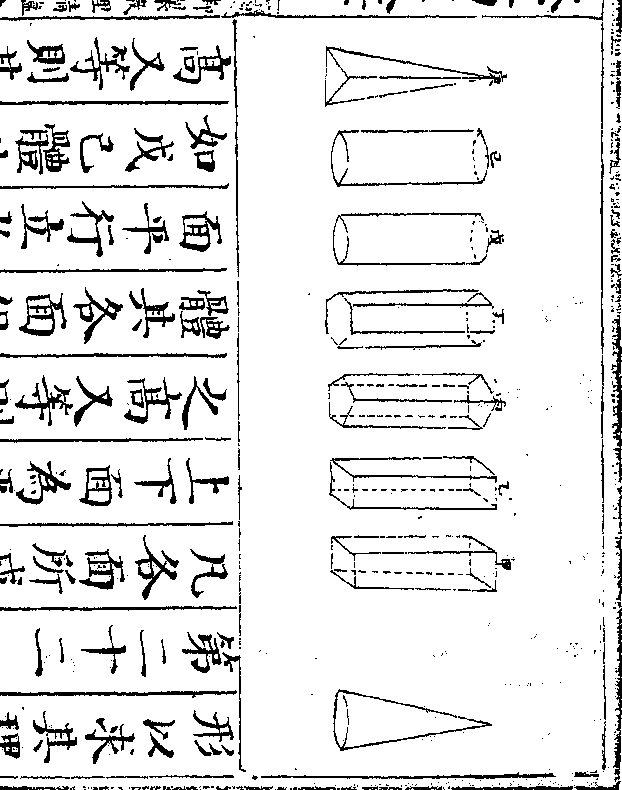 甲
乙
丙
丁
戊
己
庚
形以求其理
第二十二
凡各面所
上下面為
之高又等則
體其各面
面平行立
如戊己體
高又等則